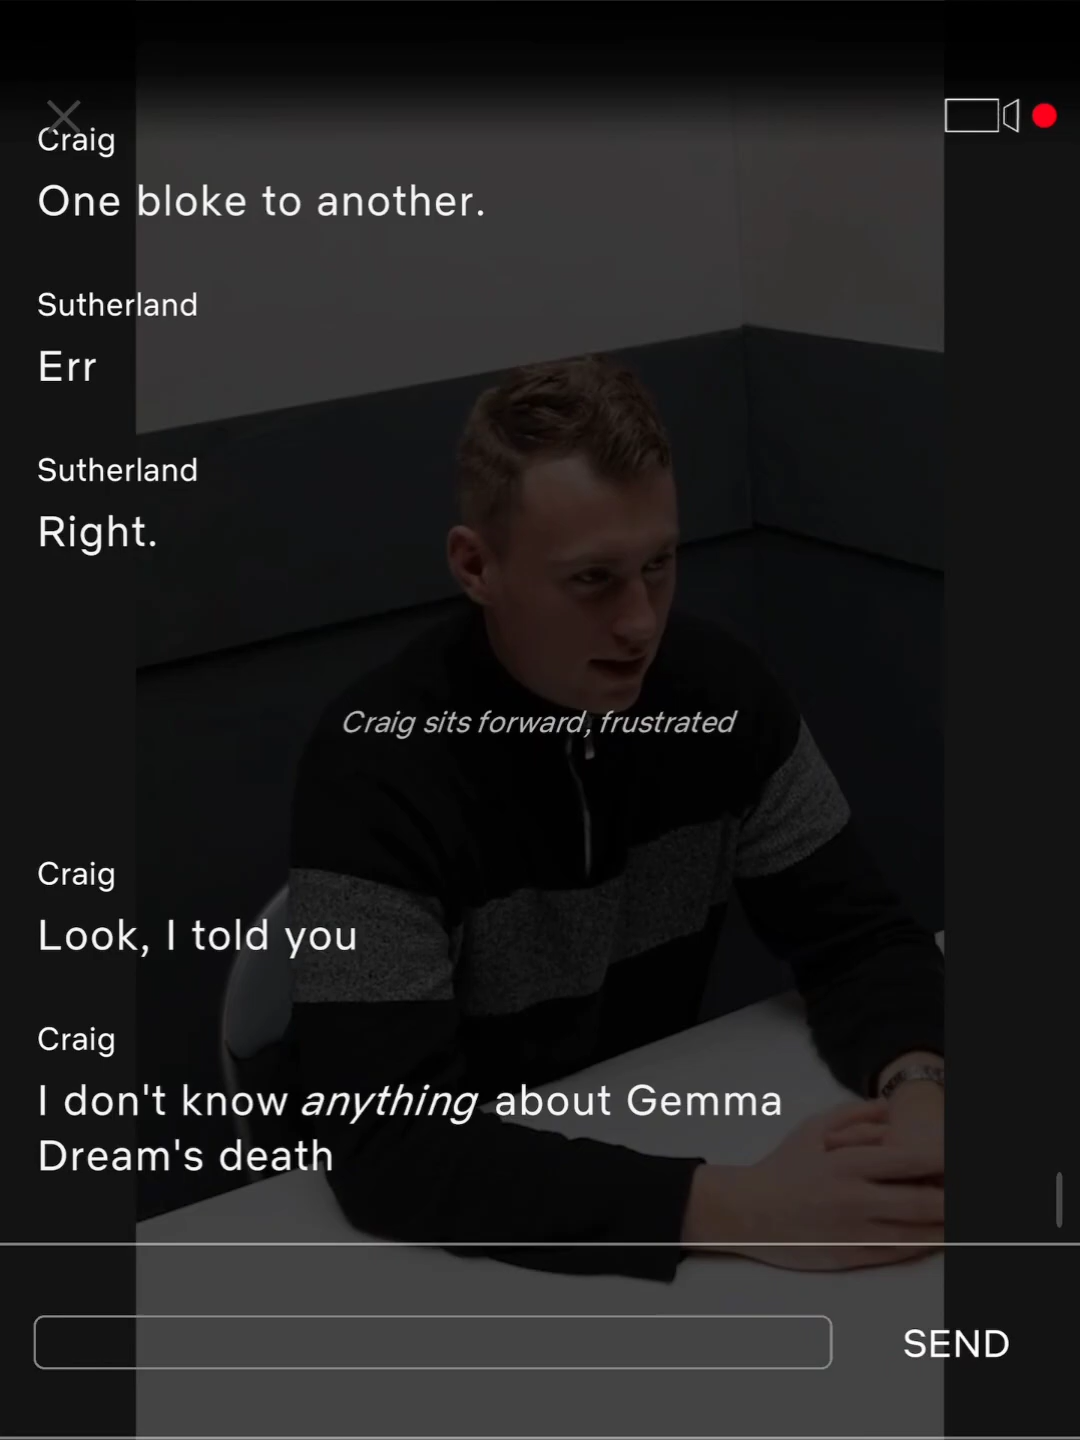 Craig
One bloke to another.
Sutherland
Err
Sutherland
Right.
Craig sits forward, frustrated
Craig
Look, I told you
Craig
I don't know anything about Gemma
Dream's death
SEND